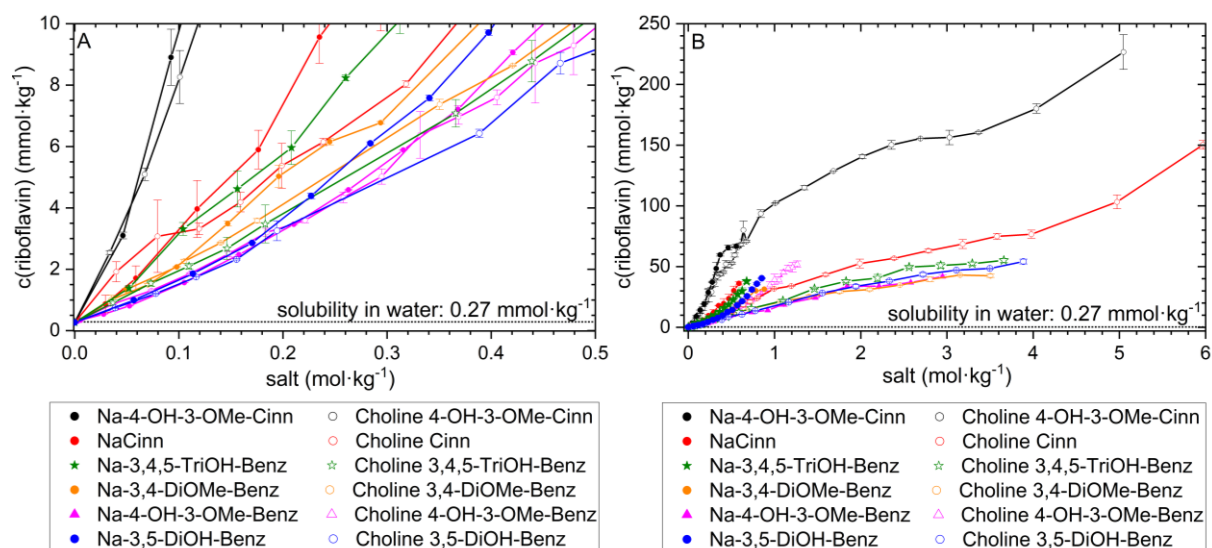 A
c(riboflavin) (mmol·kg⁻¹)
10
8
6
4
2
0
solubility in water: 0.27 mmol·kg⁻¹
0.0 0.1 0.2 0.3 0.4 0.5
salt (mol·kg⁻¹)
Na-4-OH-3-OMe-Cinn Choline 4-OH-3-OMe-Cinn
NaCinn Choline Cinn
Na-3,4,5-TriOH-Benz Choline 3,4,5-TriOH-Benz
Na-3,4-DiOMe-Benz Choline 3,4-DiOMe-Benz
Na-4-OH-3-OMe-Benz Choline 4-OH-3-OMe-Benz
Na-3,5-DiOH-Benz Choline 3,5-DiOH-Benz
B
c(riboflavin) (mmol·kg⁻¹)
250
200
150
100
50
0
solubility in water: 0.27 mmol·kg⁻¹
0 1 2 3 4 5 6
salt (mol·kg⁻¹)
Na-4-OH-3-OMe-Cinn Choline 4-OH-3-OMe-Cinn
NaCinn Choline Cinn
Na-3,4,5-TriOH-Benz Choline 3,4,5-TriOH-Benz
Na-3,4-DiOMe-Benz Choline 3,4-DiOMe-Benz
Na-4-OH-3-OMe-Benz Choline 4-OH-3-OMe-Benz
Na-3,5-DiOH-Benz Choline 3,5-DiOH-Benz